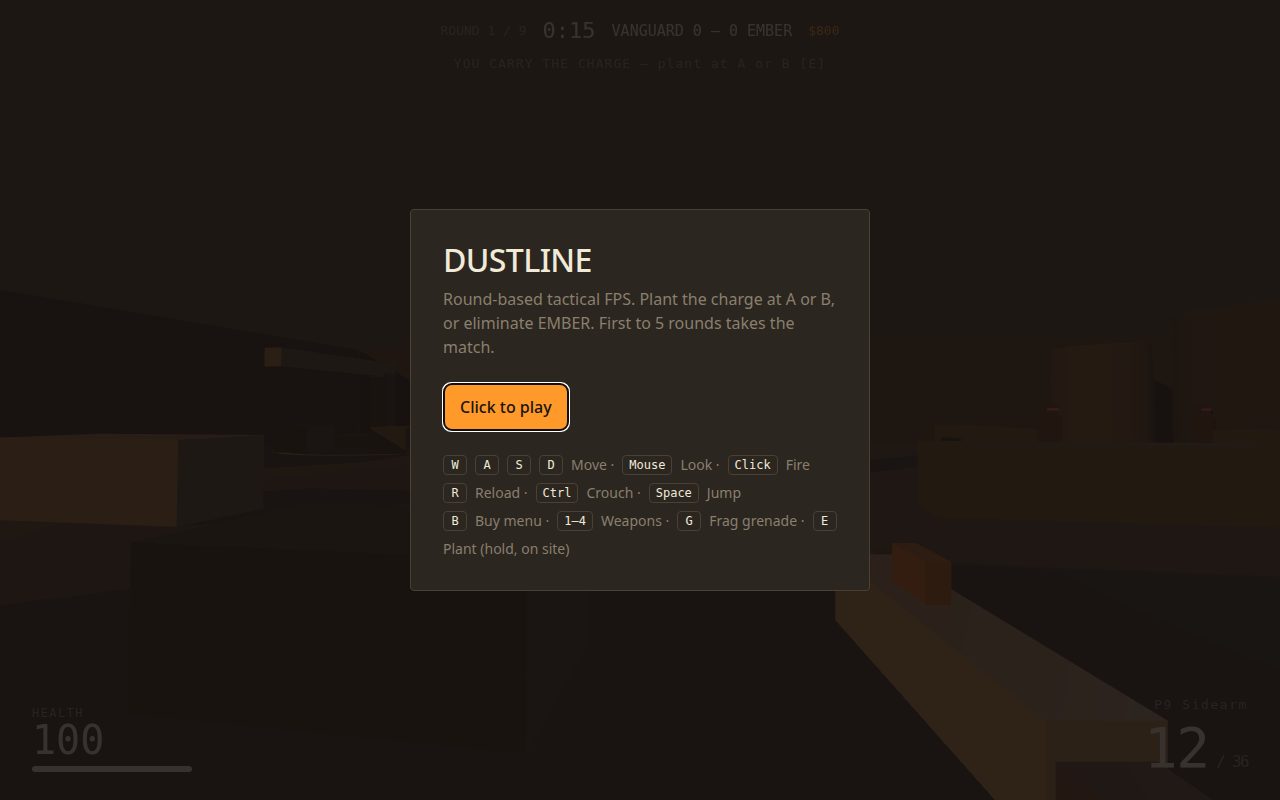 ROUND 1 / 9 0:15 VANGUARD 0 — 0 EMBER $800
YOU CARRY THE CHARGE — plant at A or B [E]
DUSTLINE
Round-based tactical FPS. Plant the charge at A or B,
or eliminate EMBER. First to 5 rounds takes the
match.
Click to play
W A S D Move · Mouse Look · Click Fire
R Reload · Ctrl Crouch · Space Jump
B Buy menu · 1–4 Weapons · G Frag grenade · E
Plant (hold, on site)
HEALTH
100
P9 Sidearm
12 / 36